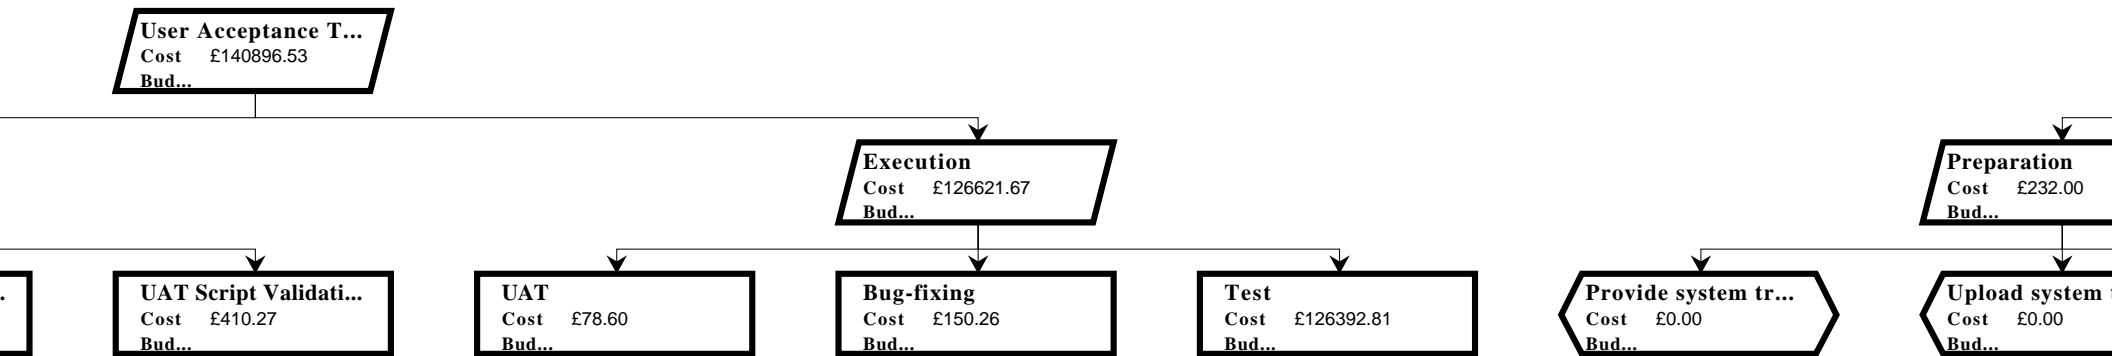 User Acceptance T...
Cost £140896.53
Bud...
Execution
Cost £126621.67
Bud...
Preparation
Cost £232.00
Bud...
.
UAT Script Validati...
Cost £410.27
Bud...
UAT
Cost £78.60
Bud...
Bug-fixing
Cost £150.26
Bud...
Test
Cost £126392.81
Bud...
Provide system tr...
Cost £0.00
Bud...
Upload system
Cost £0.00
Bud...